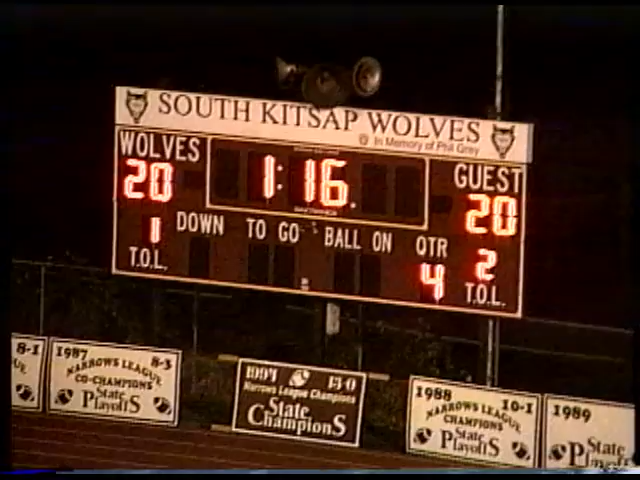 SOUTH KITSAP WOLVES
In Memory of Phil Grey
WOLVES
20
1:16
GUEST
20
1
T.O.L.
DOWN TO GO BALL ON QTR
4
2
T.O.L.
8-1
1987 8-3
NARROWS LEAGUE
CO-CHAMPIONS
State
Playoffs
1994 14-0
Narrows League Champions
State
ChampionS
1988 10-1
NARROWS LEAGUE
CHAMPIONS
State
Playoffs
1989
State